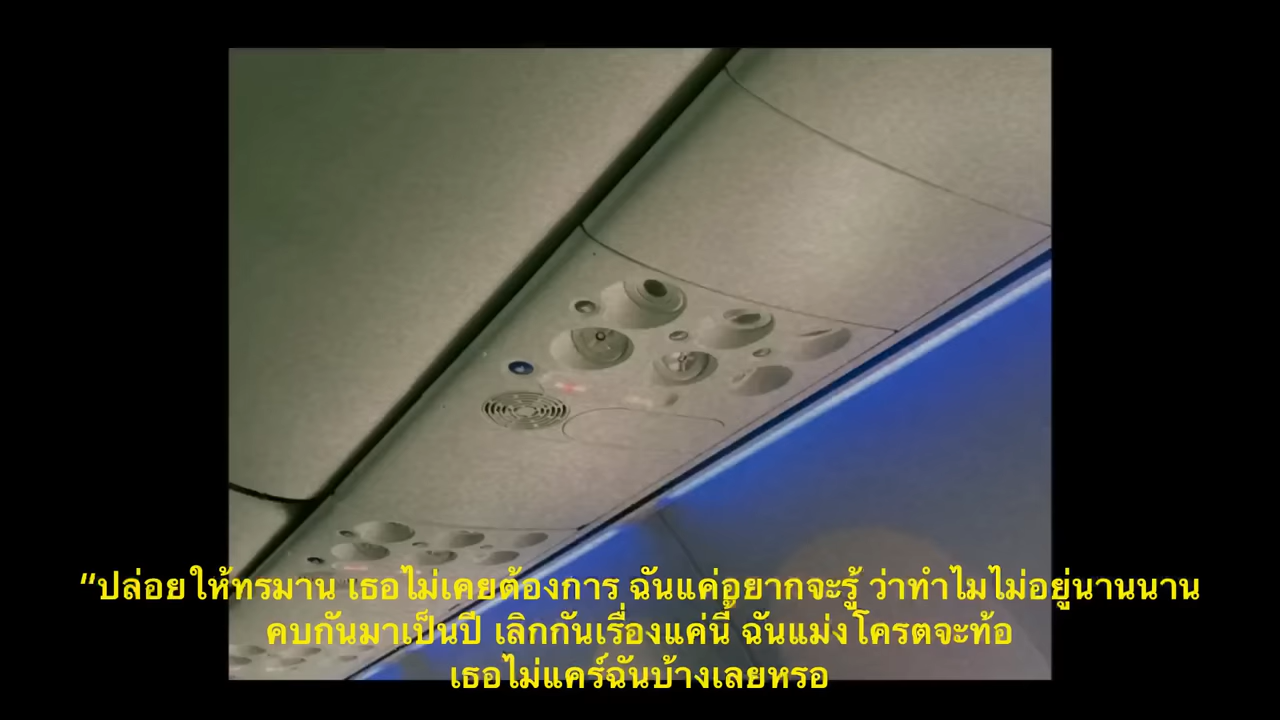 “ปล่อยให้ทรมาน เธอไม่เคยต้องการ ฉันแค่อยากจะรู้ ว่าทำไมไม่อยู่นานนาน
คบกันมาเป็นปี เลิกกันเรื่องแค่นี้ ฉันแม่งโครตจะท้อ
เธอไม่แคร์ฉันบ้างเลยหรอ